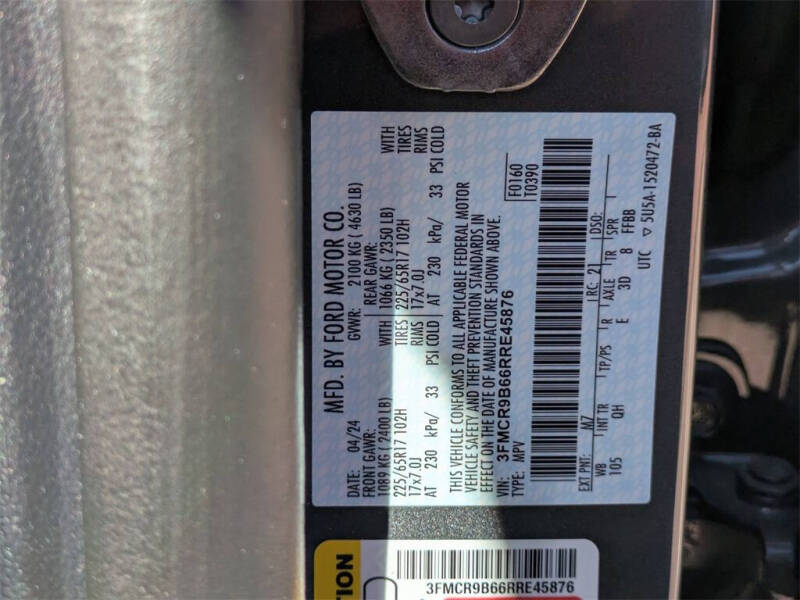 MFD. BY FORD MOTOR CO.
DATE: 04/24 GVWR: 2100 KG ( 4630 LB)
FRONT GAWR: REAR GAWR:
1089 KG (2400 LB) WITH 1066 KG ( 2350 LB) WITH
225/65R17 102H TIRES 225/65R17 102H TIRES
17x7.0J RIMS 17x7.0J RIMS
AT 230 kPa/ 33 PSI COLD AT 230 kPa/ 33 PSI COLD
THIS VEHICLE CONFORMS TO ALL APPLICABLE FEDERAL MOTOR
VEHICLE SAFETY AND THEFT PREVENTION STANDARDS IN
EFFECT ON THE DATE OF MANUFACTURE SHOWN ABOVE.
VIN: 3FMCR9B66RRE45876 F0160
TYPE: MPV T0390
EXT PNT: M7 RC: 21 DSO:
WB INT TR TP/PS R AXLE TR SPR
105 QH E 3D 8 FFBB
UTC ▽ 5U5A-1520472-BA
TION
3FMCR9B66RRE45876